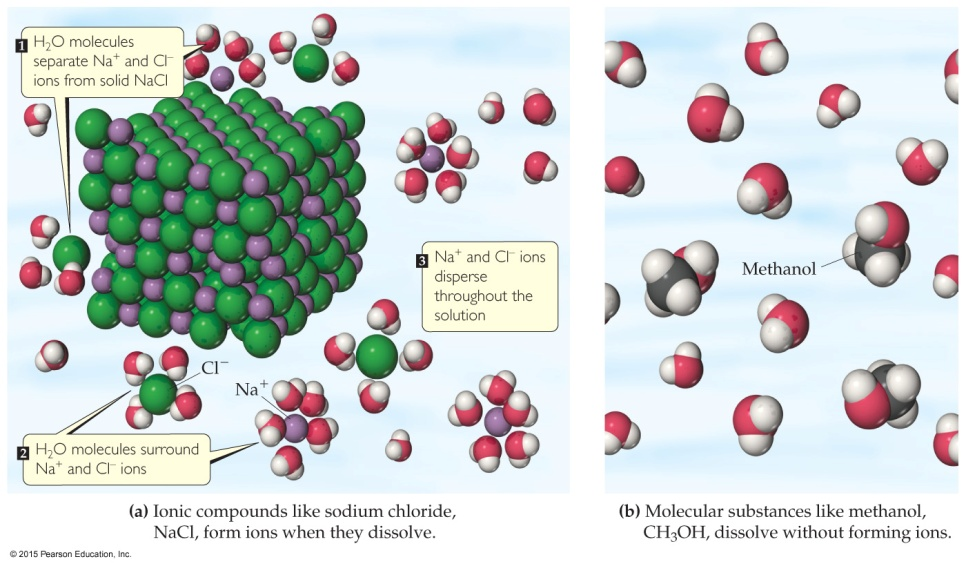 1 H₂O molecules
separate Na⁺ and Cl⁻
ions from solid NaCl
3 Na⁺ and Cl⁻ ions
disperse
throughout the
solution
Cl⁻
Na⁺
2 H₂O molecules surround
Na⁺ and Cl⁻ ions
(a) Ionic compounds like sodium chloride,
NaCl, form ions when they dissolve.
Methanol
(b) Molecular substances like methanol,
CH₃OH, dissolve without forming ions.
© 2015 Pearson Education, Inc.